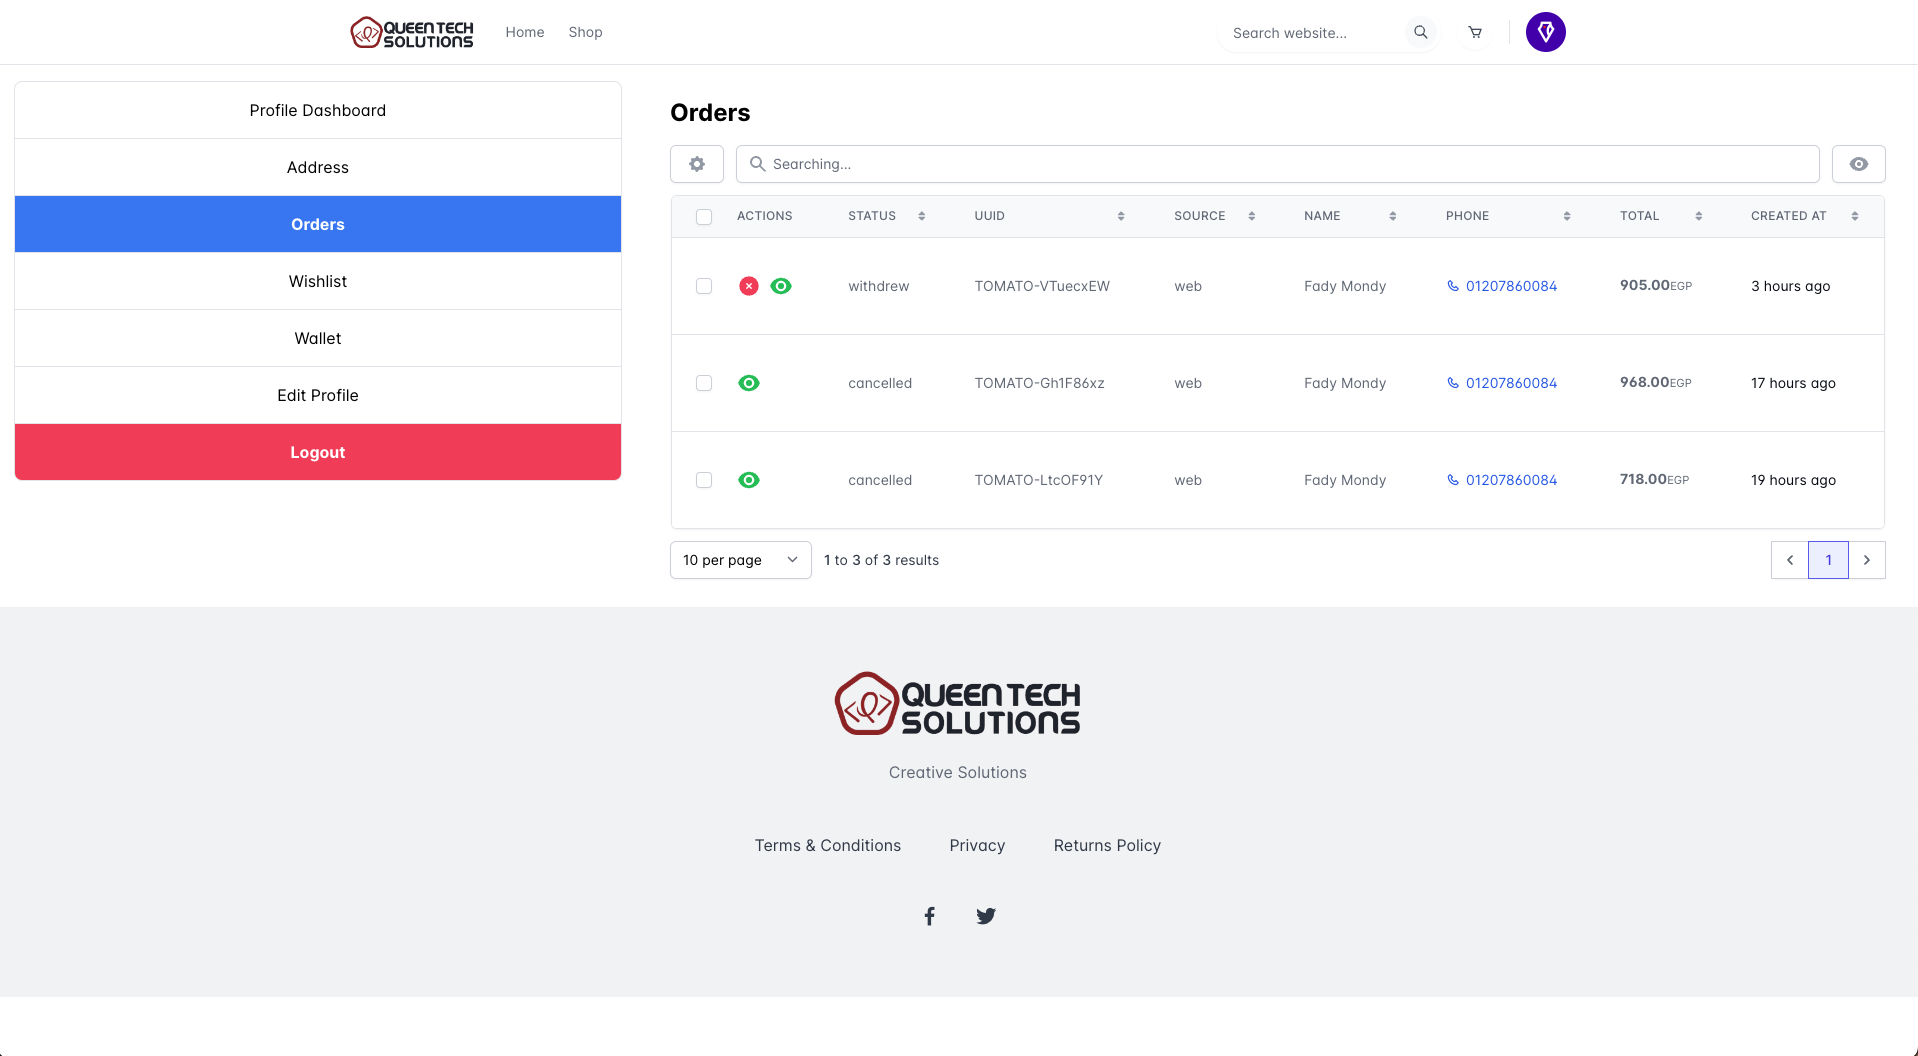 QUEEN TECH
SOLUTIONS
Home
Shop
Search website...
Profile Dashboard
Address
Orders
Wishlist
Wallet
Edit Profile
Logout
Orders
Searching...
ACTIONS STATUS UUID SOURCE NAME PHONE TOTAL CREATED AT
withdrew TOMATO-VTuecxEW web Fady Mondy 01207860084 905.00EGP 3 hours ago
cancelled TOMATO-Gh1F86xz web Fady Mondy 01207860084 968.00EGP 17 hours ago
cancelled TOMATO-LtcOF91Y web Fady Mondy 01207860084 718.00EGP 19 hours ago
10 per page 1 to 3 of 3 results 1
QUEEN TECH
SOLUTIONS
Creative Solutions
Terms & Conditions Privacy Returns Policy